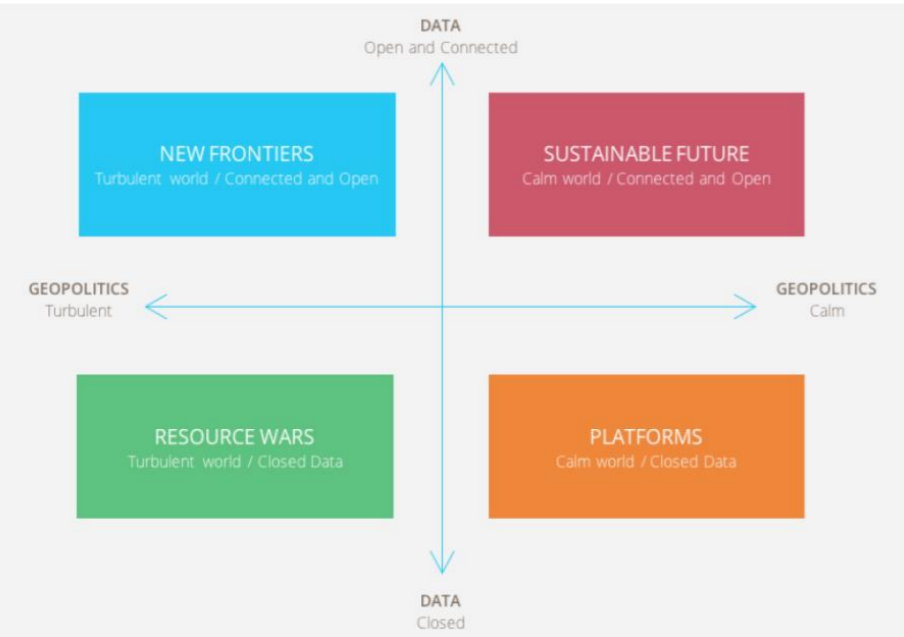 DATA
Open and Connected
NEW FRONTIERS
Turbulent world / Connected and Open
SUSTAINABLE FUTURE
Calm world / Connected and Open
GEOPOLITICS
Turbulent
GEOPOLITICS
Calm
RESOURCE WARS
Turbulent world / Closed Data
PLATFORMS
Calm world / Closed Data
DATA
Closed